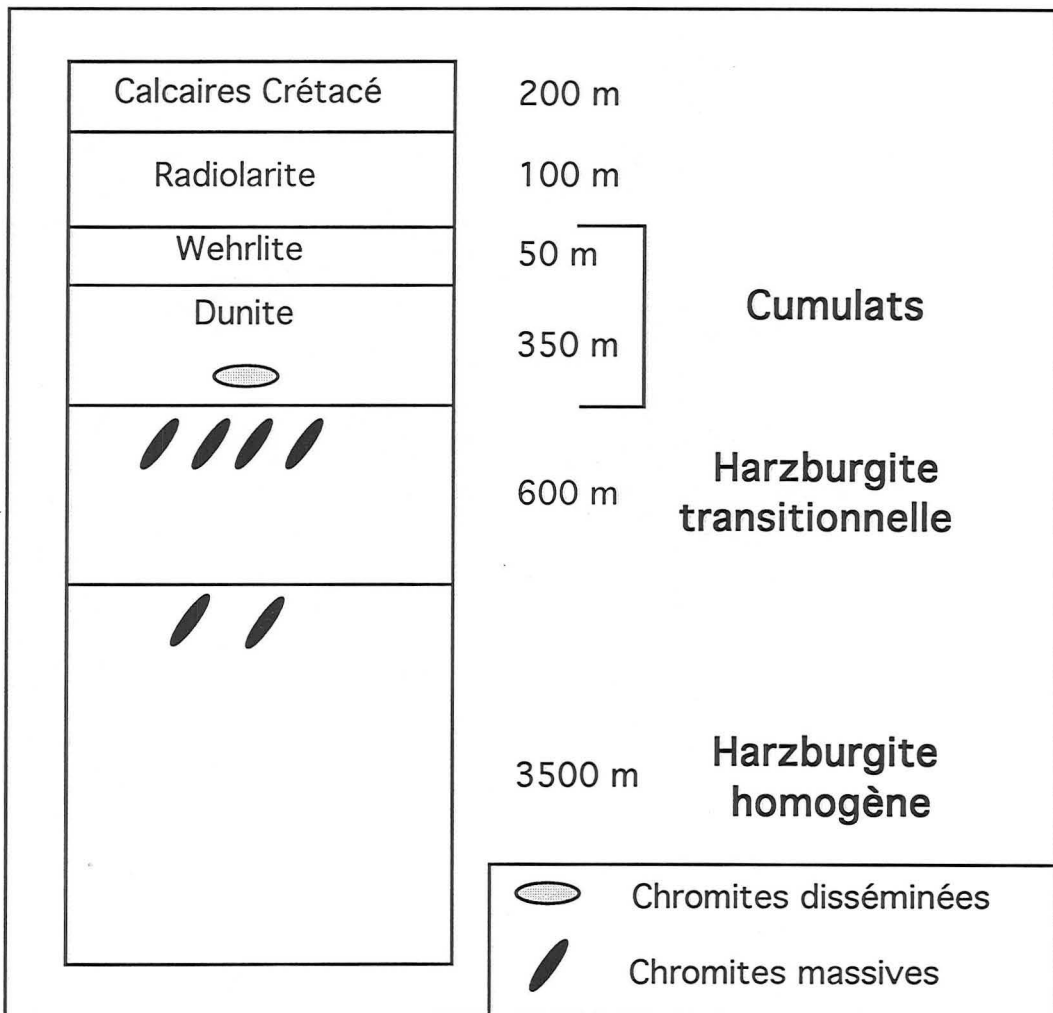 Calcaires Crétacé 200 m
Radiolarite 100 m
Wehrlite 50 m
Dunite 350 m
Cumulats
600 m
Harzburgite
transitionnelle
3500 m
Harzburgite
homogène
Chromites disséminées
Chromites massives